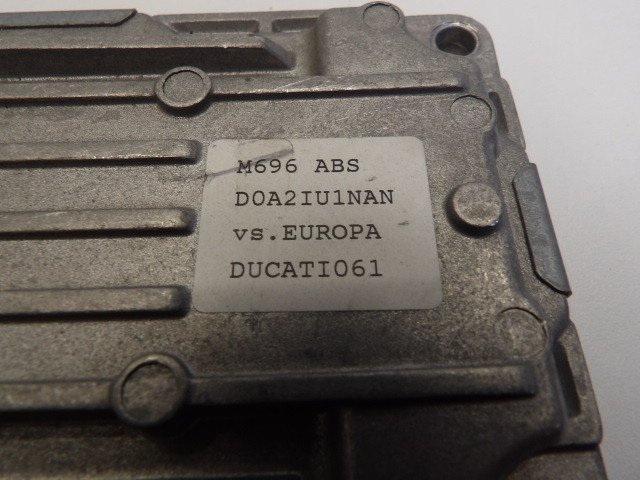 M696 ABS
D0A2IU1NAN
vs.EUROPA
DUCATI061